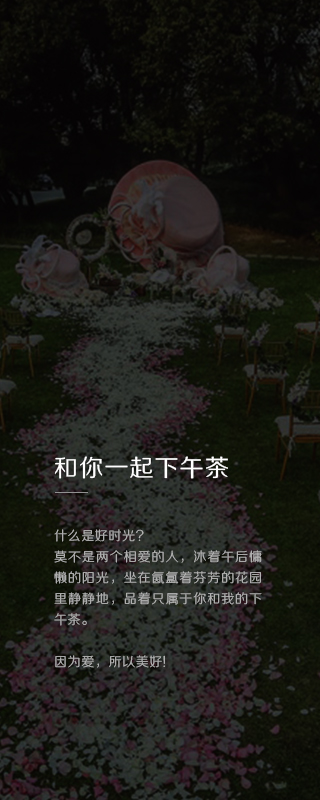 和你一起下午茶
什么是好时光？
莫不是两个相爱的人，沐着午后慵
懒的阳光，坐在氤氲着芬芳的花园
里静静地，品着只属于你和我的下
午茶。
因为爱，所以美好!